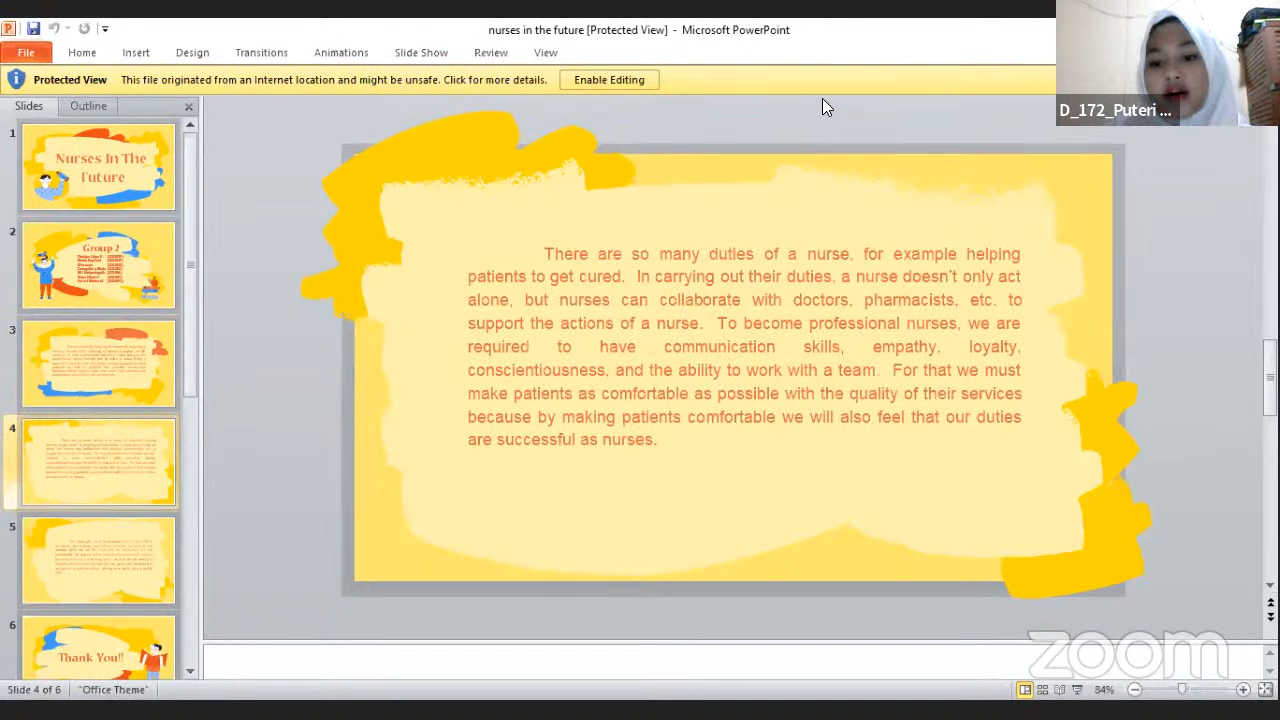 nurses in the future [Protected View] - Microsoft PowerPoint
File Home Insert Design Transitions Animations Slide Show Review View
Protected View This file originated from an Internet location and might be unsafe. Click for more details. Enable Editing
D_172_Puteri ...
Slides Outline
1
Nurses In The
Future
2
Group 2
3
4
5
6
Thank You!!
There are so many duties of a nurse, for example helping
patients to get cured. In carrying out their duties, a nurse doesn't only act
alone, but nurses can collaborate with doctors, pharmacists, etc. to
support the actions of a nurse. To become professional nurses, we are
required to have communication skills, empathy, loyalty,
conscientiousness, and the ability to work with a team. For that we must
make patients as comfortable as possible with the quality of their services
because by making patients comfortable we will also feel that our duties
are successful as nurses.
zoom
Slide 4 of 6 "Office Theme" 84%